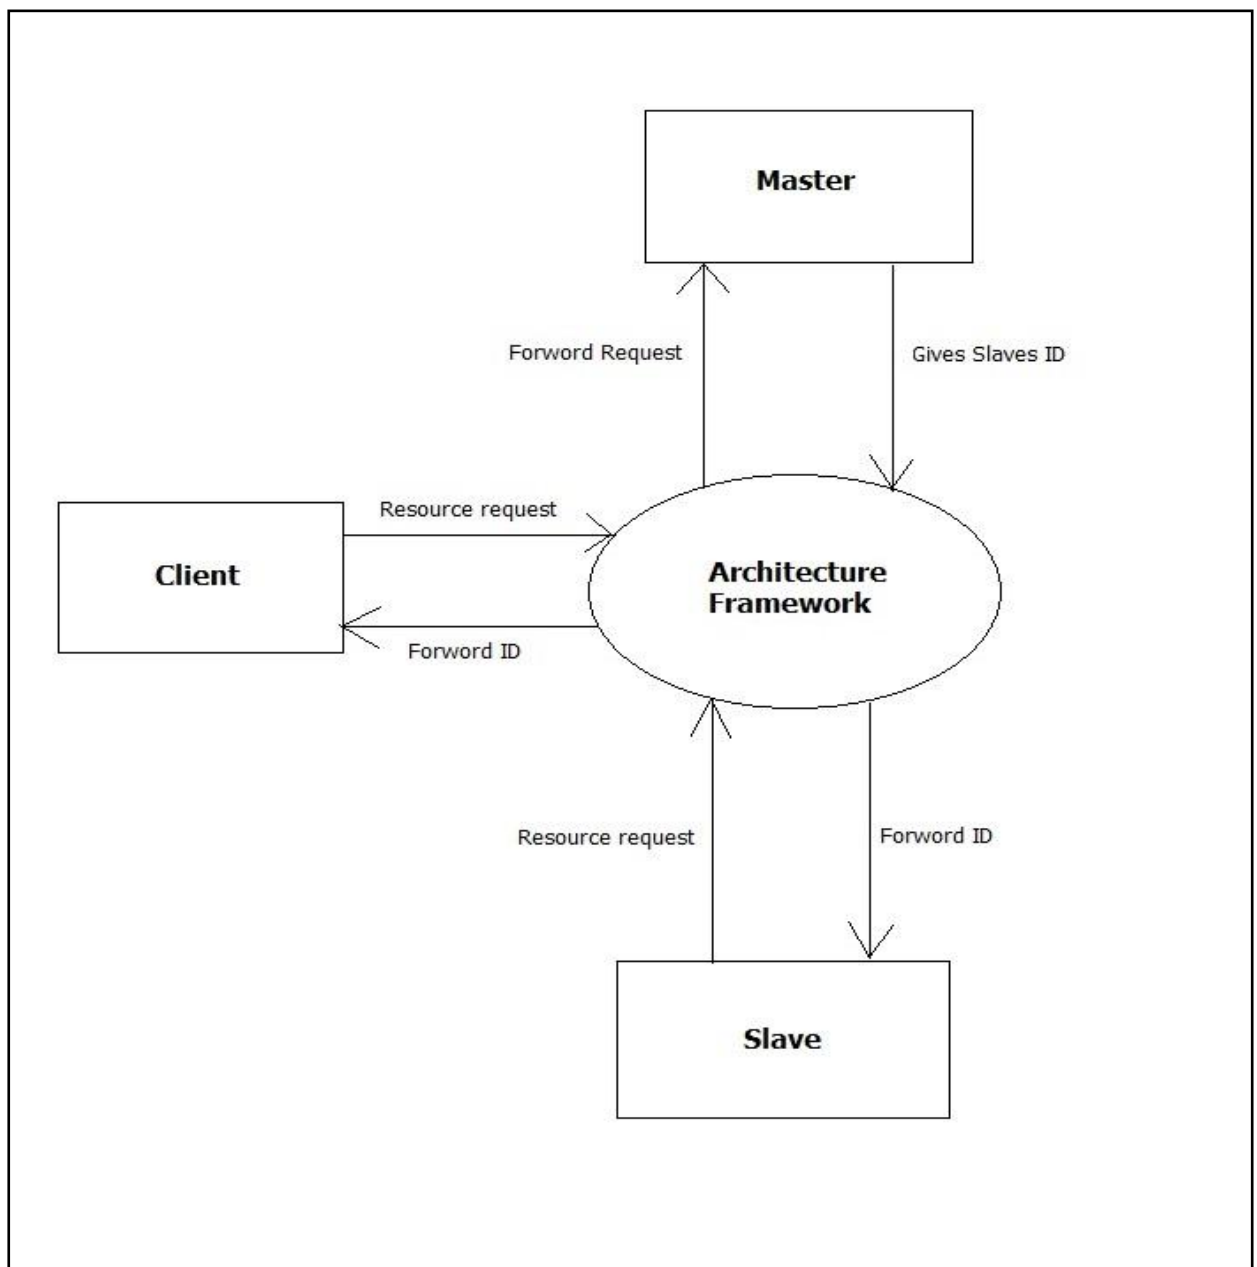 Master
Forword Request
Gives Slaves ID
Resource request
Client
Architecture
Framework
Forword ID
Resource request
Forword ID
Slave